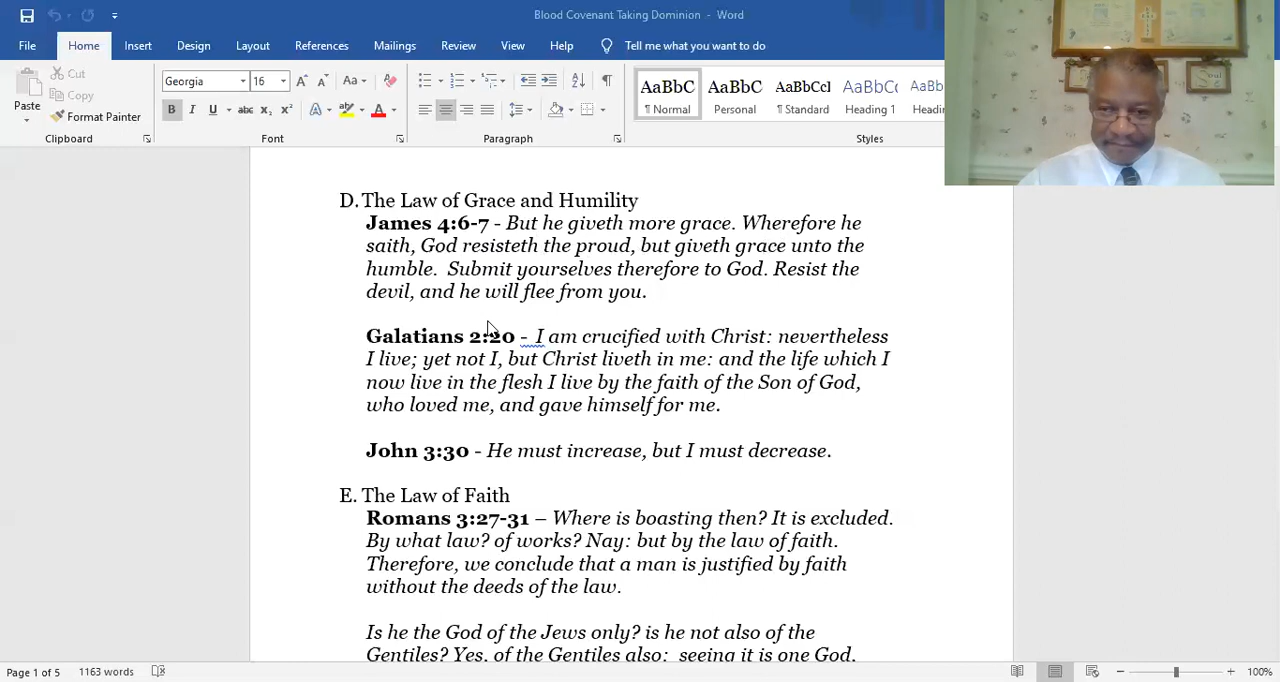 Blood Covenant Taking Dominion - Word
File Home Insert Design Layout References Mailings Review View Help Tell me what you want to do
Paste
Cut
Copy
Format Painter
Clipboard
Georgia 16
Font
Paragraph
AaBbC AaBbC AaBbCcI AaBbC AaBb
¶ Normal Personal ¶ Standard Heading 1 Headin
Styles
Soul
D. The Law of Grace and Humility
James 4:6-7 - But he giveth more grace. Wherefore he
saith, God resisteth the proud, but giveth grace unto the
humble. Submit yourselves therefore to God. Resist the
devil, and he will flee from you.
Galatians 2:20 - I am crucified with Christ: nevertheless
I live; yet not I, but Christ liveth in me: and the life which I
now live in the flesh I live by the faith of the Son of God,
who loved me, and gave himself for me.
John 3:30 - He must increase, but I must decrease.
E. The Law of Faith
Romans 3:27-31 – Where is boasting then? It is excluded.
By what law? of works? Nay: but by the law of faith.
Therefore, we conclude that a man is justified by faith
without the deeds of the law.
Is he the God of the Jews only? is he not also of the
Gentiles? Yes, of the Gentiles also: seeing it is one God,
Page 1 of 5 1163 words 100%